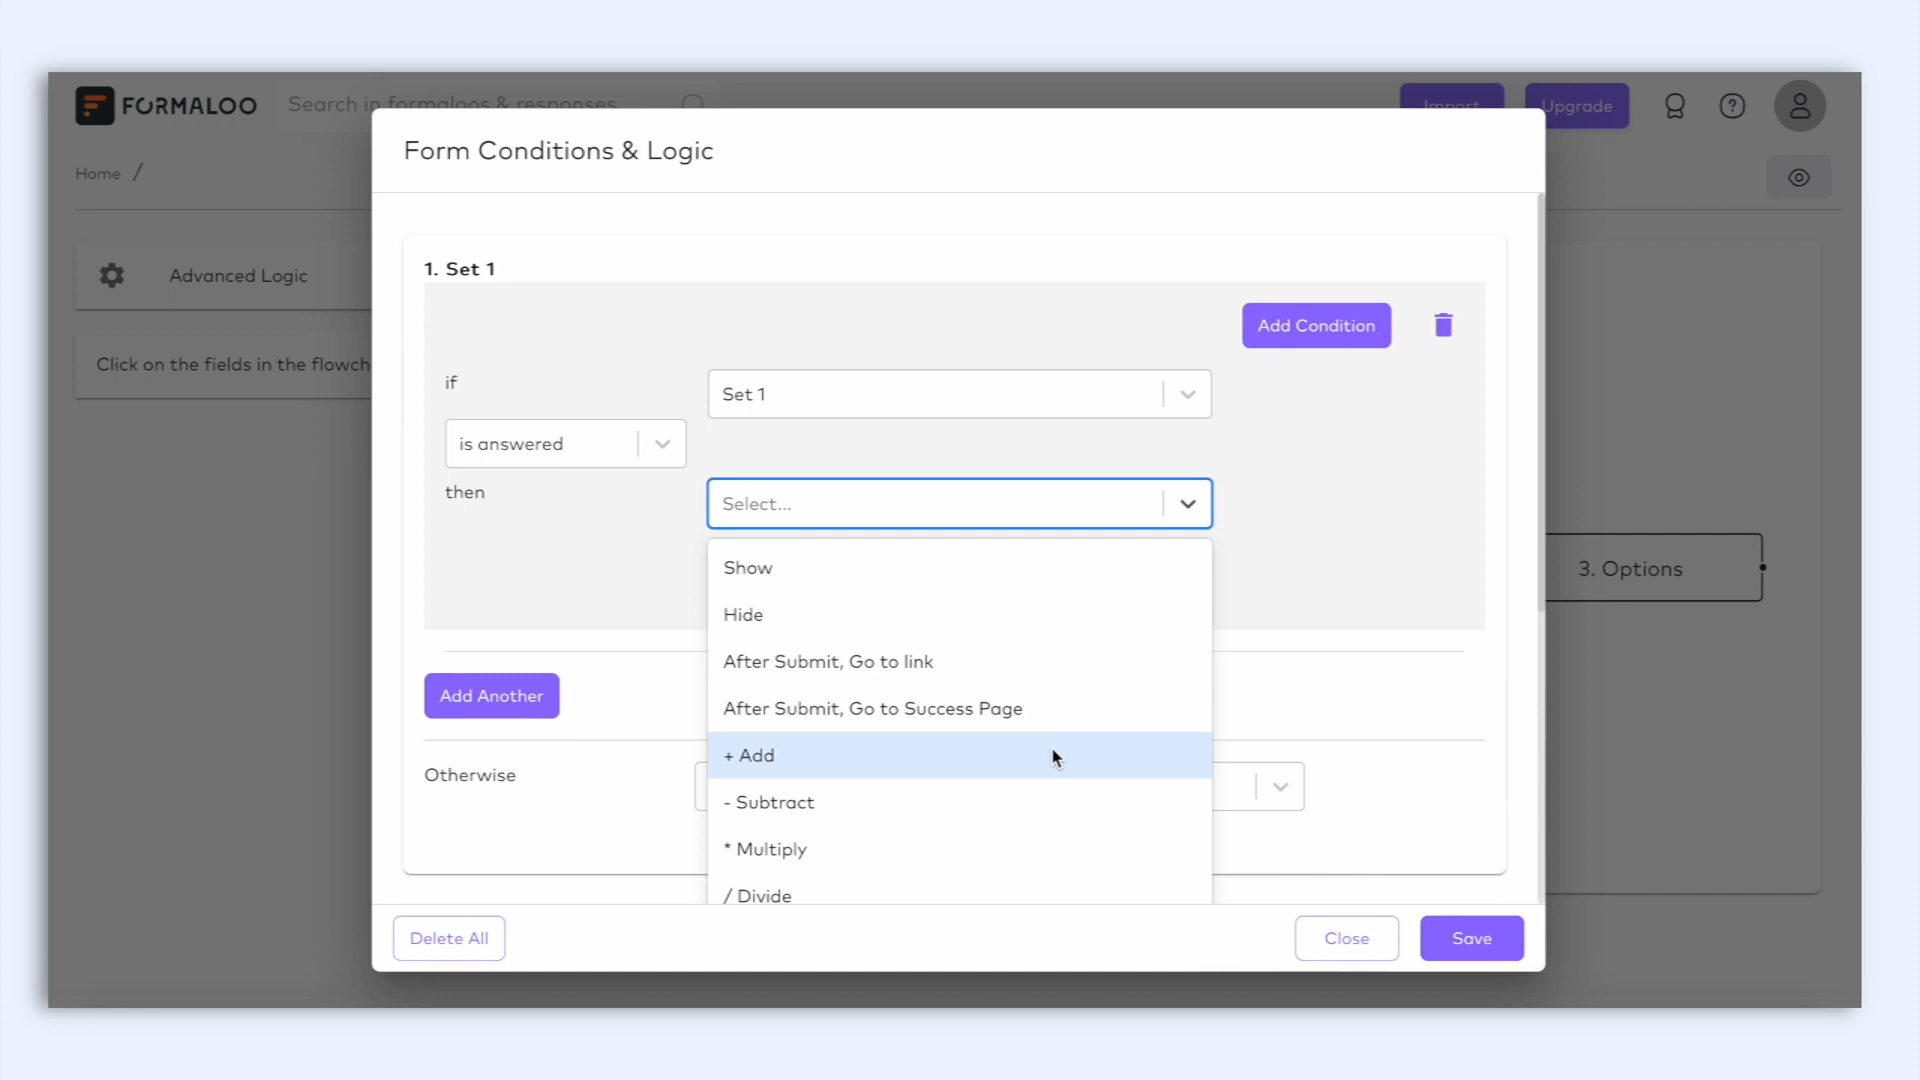 FORMALOO
Search in formaloos & responses
Import
Upgrade
Home /
Form Conditions & Logic
Advanced Logic
Click on the fields in the flowch
1. Set 1
Add Condition
if
Set 1
is answered
then
Select...
Show
Hide
After Submit, Go to link
After Submit, Go to Success Page
+ Add
- Subtract
* Multiply
/ Divide
3. Options
Add Another
Otherwise
Delete All
Close
Save